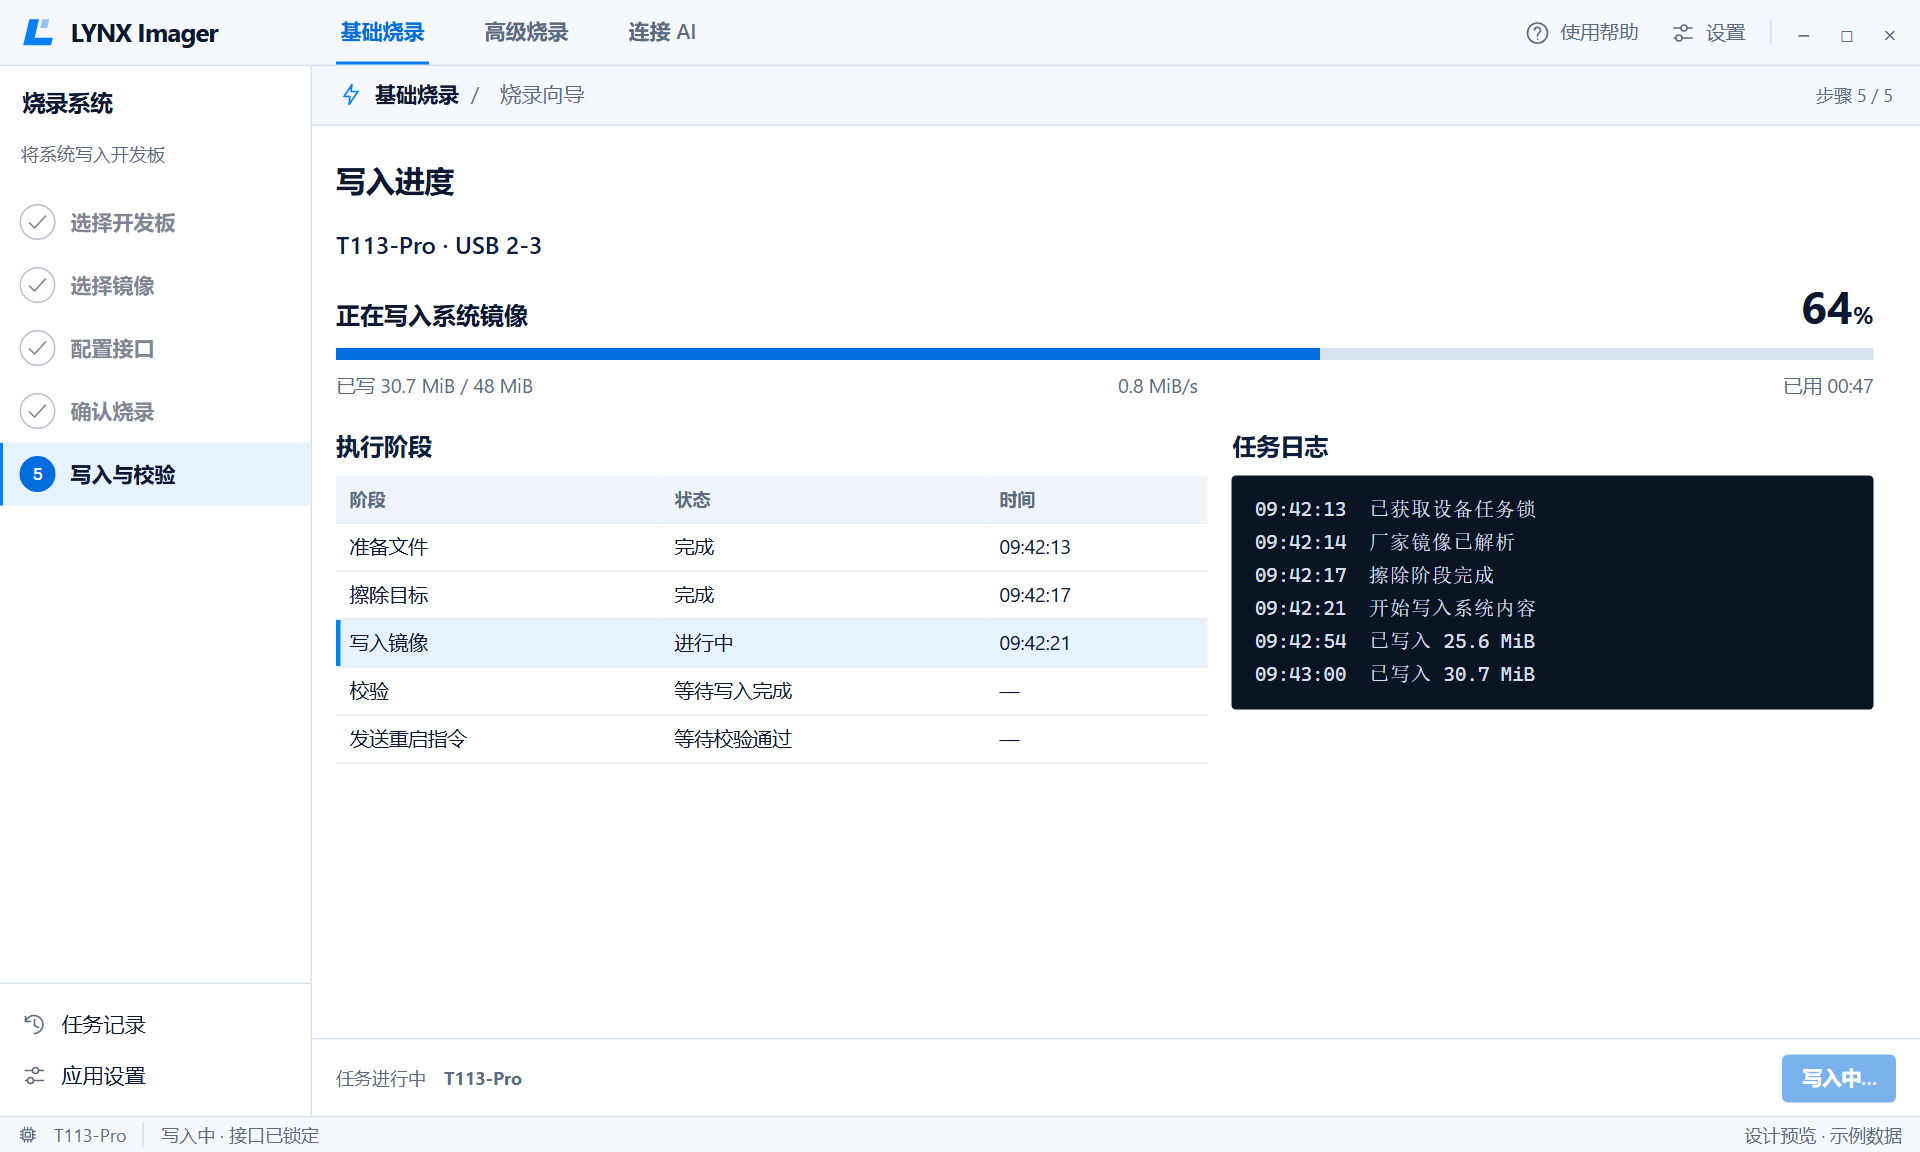 LYNX Imager
基础烧录
高级烧录
连接 AI
使用帮助
设置
烧录系统
将系统写入开发板
选择开发板
选择镜像
配置接口
确认烧录
5 写入与校验
任务记录
应用设置
基础烧录 / 烧录向导
步骤 5 / 5
写入进度
T113-Pro · USB 2-3
正在写入系统镜像
64%
已写 30.7 MiB / 48 MiB
0.8 MiB/s
已用 00:47
执行阶段
阶段 状态 时间
准备文件 完成 09:42:13
擦除目标 完成 09:42:17
写入镜像 进行中 09:42:21
校验 等待写入完成 —
发送重启指令 等待校验通过 —
任务日志
09:42:13 已获取设备任务锁
09:42:14 厂家镜像已解析
09:42:17 擦除阶段完成
09:42:21 开始写入系统内容
09:42:54 已写入 25.6 MiB
09:43:00 已写入 30.7 MiB
任务进行中 T113-Pro
写入中...
T113-Pro
写入中 · 接口已锁定
设计预览 · 示例数据